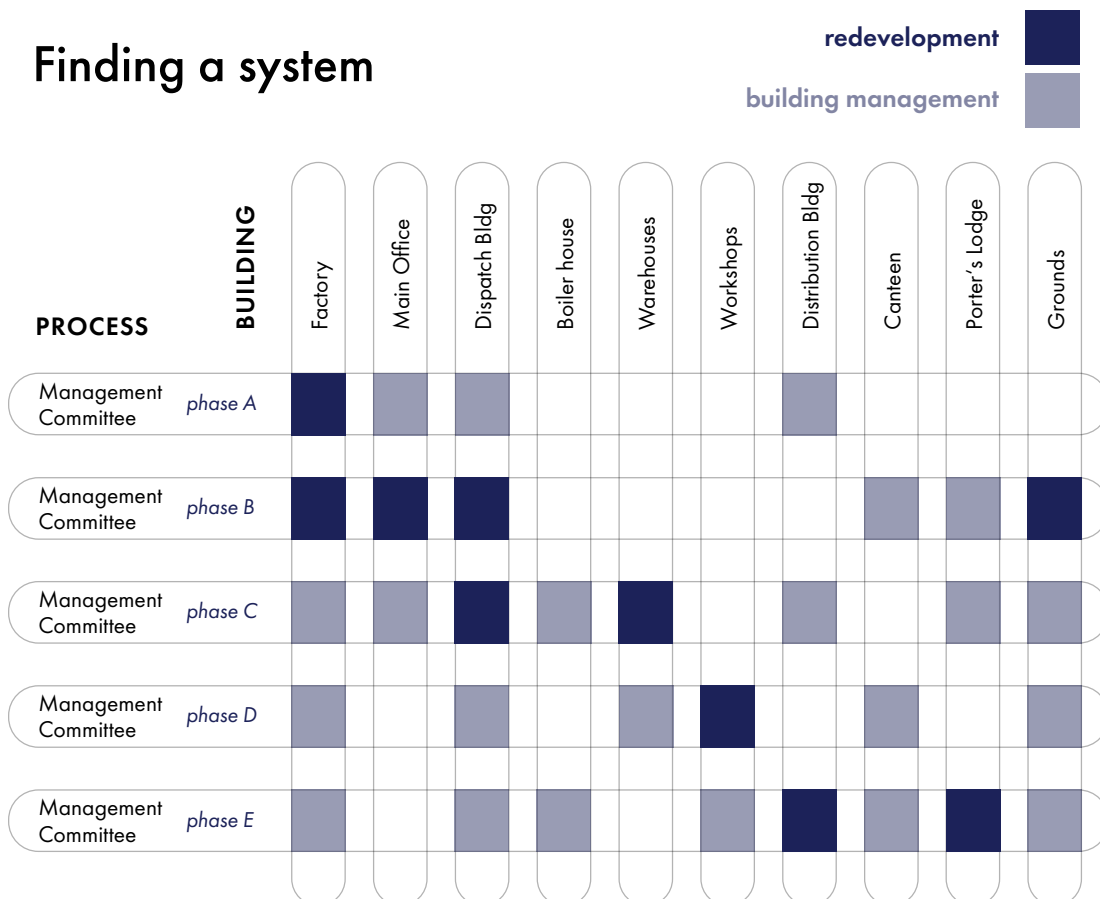 Finding a system
redevelopment
building management
PROCESS
BUILDING
Factory
Main Office
Dispatch Bldg
Boiler house
Warehouses
Workshops
Distribution Bldg
Canteen
Porter’s Lodge
Grounds
Management
Committee
phase A
Management
Committee
phase B
Management
Committee
phase C
Management
Committee
phase D
Management
Committee
phase E